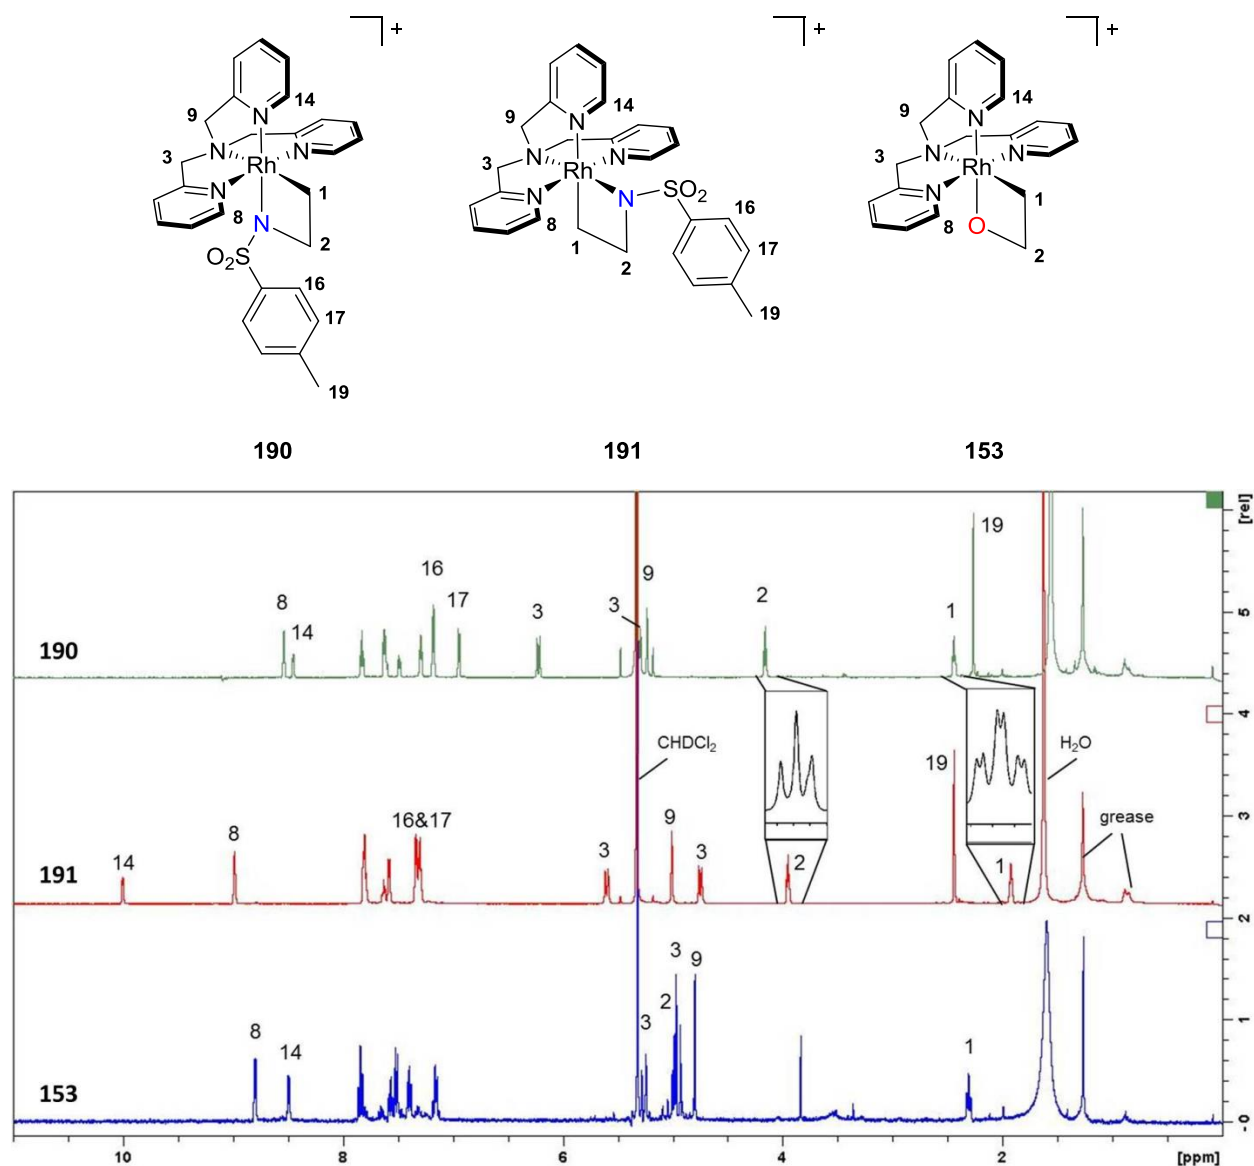 + + +
14 14 14
9 9 9
N N N
3 N N 3 N N 3 N N
Rh Rh Rh
N 1 N N SO2 N 1
8 N 8 16 8 O
2 1 17 2
O2S 2
16
17 19
19
190 191 153
[rel]
19
16 9
8 17 3 3 2 1 5
14
190
4
CHDCl2 H2O
19
grease 3
16&17 9
14 8 3 3 2 1
191
2
3 9
2
8 3 1 1
14
153
0
10 8 6 4 2 [ppm]